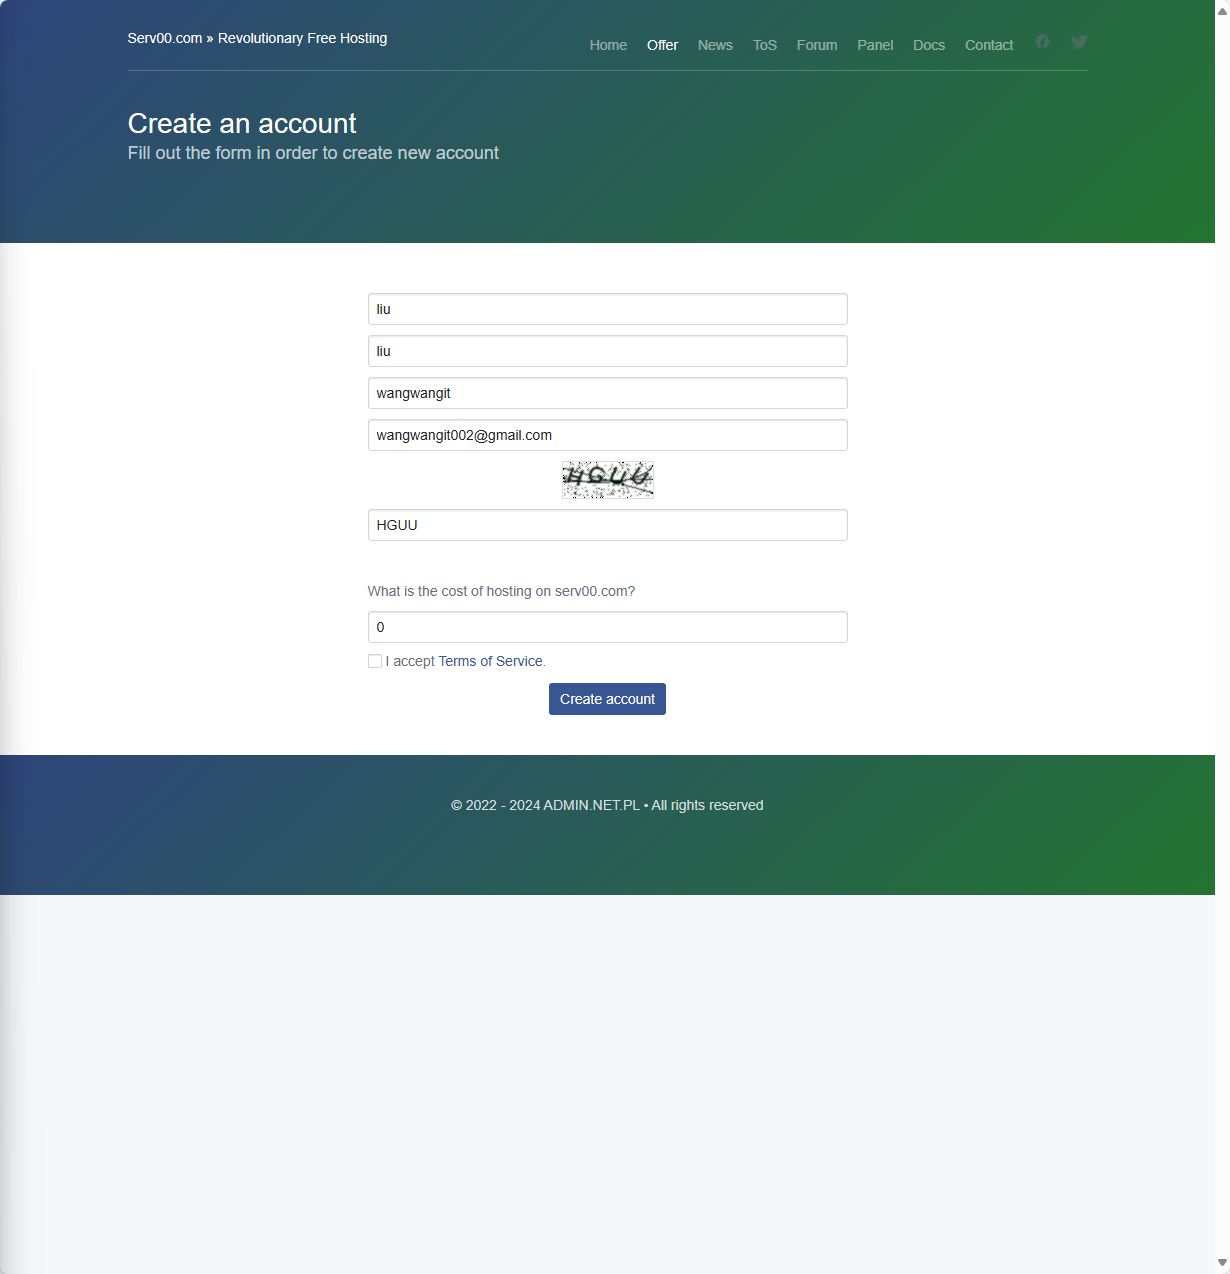 Serv00.com » Revolutionary Free Hosting
Home Offer News ToS Forum Panel Docs Contact
Create an account
Fill out the form in order to create new account
liu
liu
wangwangit
wangwangit002@gmail.com
HGUU
HGUU
What is the cost of hosting on serv00.com?
0
I accept Terms of Service.
Create account
© 2022 - 2024 ADMIN.NET.PL • All rights reserved